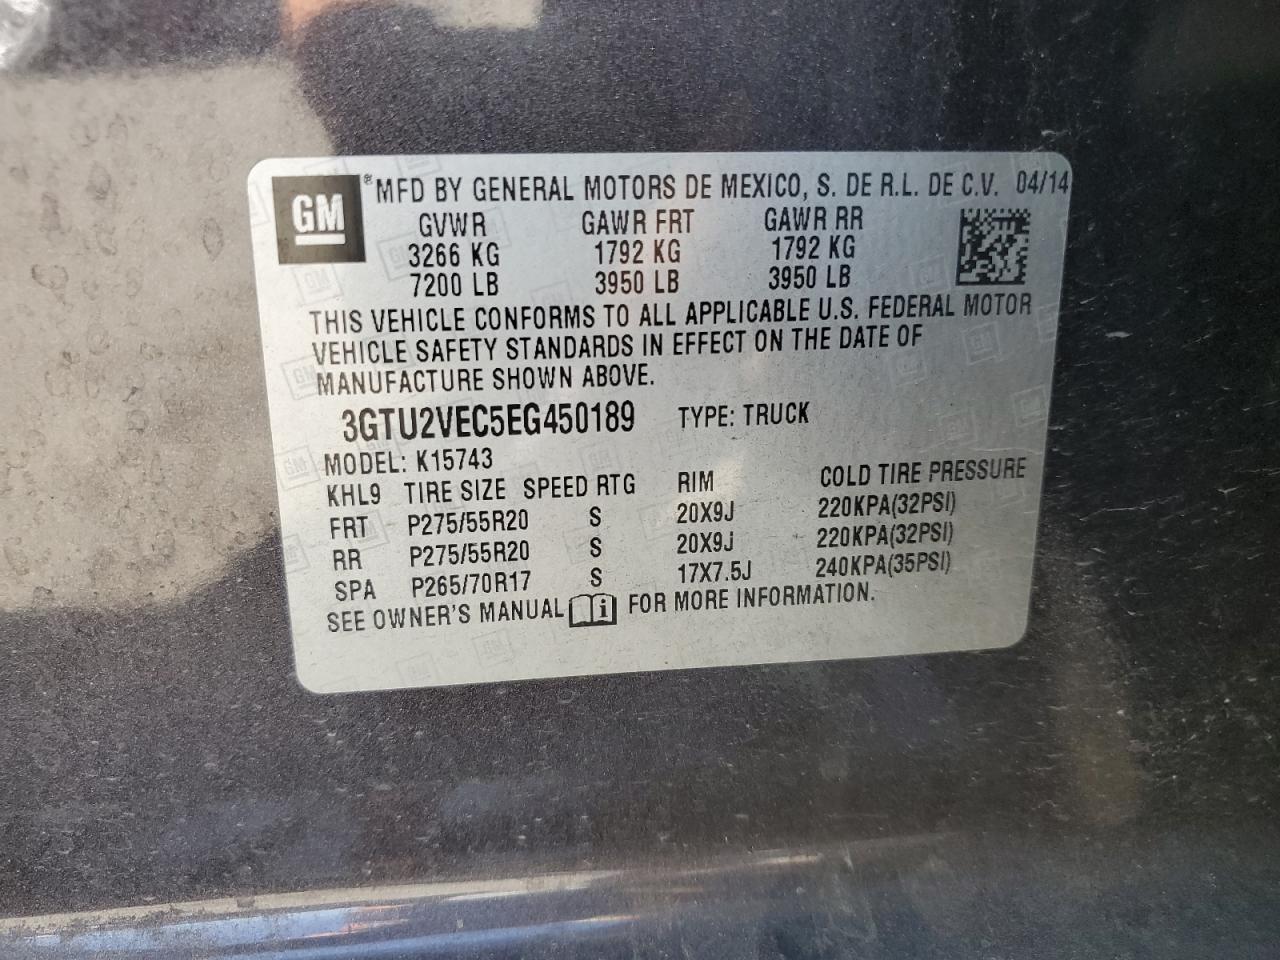 GM ® MFD BY GENERAL MOTORS DE MEXICO, S. DE R.L. DE C.V. 04/14
GVWR GAWR FRT GAWR RR
3266 KG 1792 KG 1792 KG
7200 LB 3950 LB 3950 LB
THIS VEHICLE CONFORMS TO ALL APPLICABLE U.S. FEDERAL MOTOR
VEHICLE SAFETY STANDARDS IN EFFECT ON THE DATE OF
MANUFACTURE SHOWN ABOVE.
3GTU2VEC5EG450189 TYPE: TRUCK
MODEL: K15743
KHL9 TIRE SIZE SPEED RTG RIM COLD TIRE PRESSURE
FRT P275/55R20 S 20X9J 220KPA(32PSI)
RR P275/55R20 S 20X9J 220KPA(32PSI)
SPA P265/70R17 S 17X7.5J 240KPA(35PSI)
SEE OWNER'S MANUAL i FOR MORE INFORMATION.